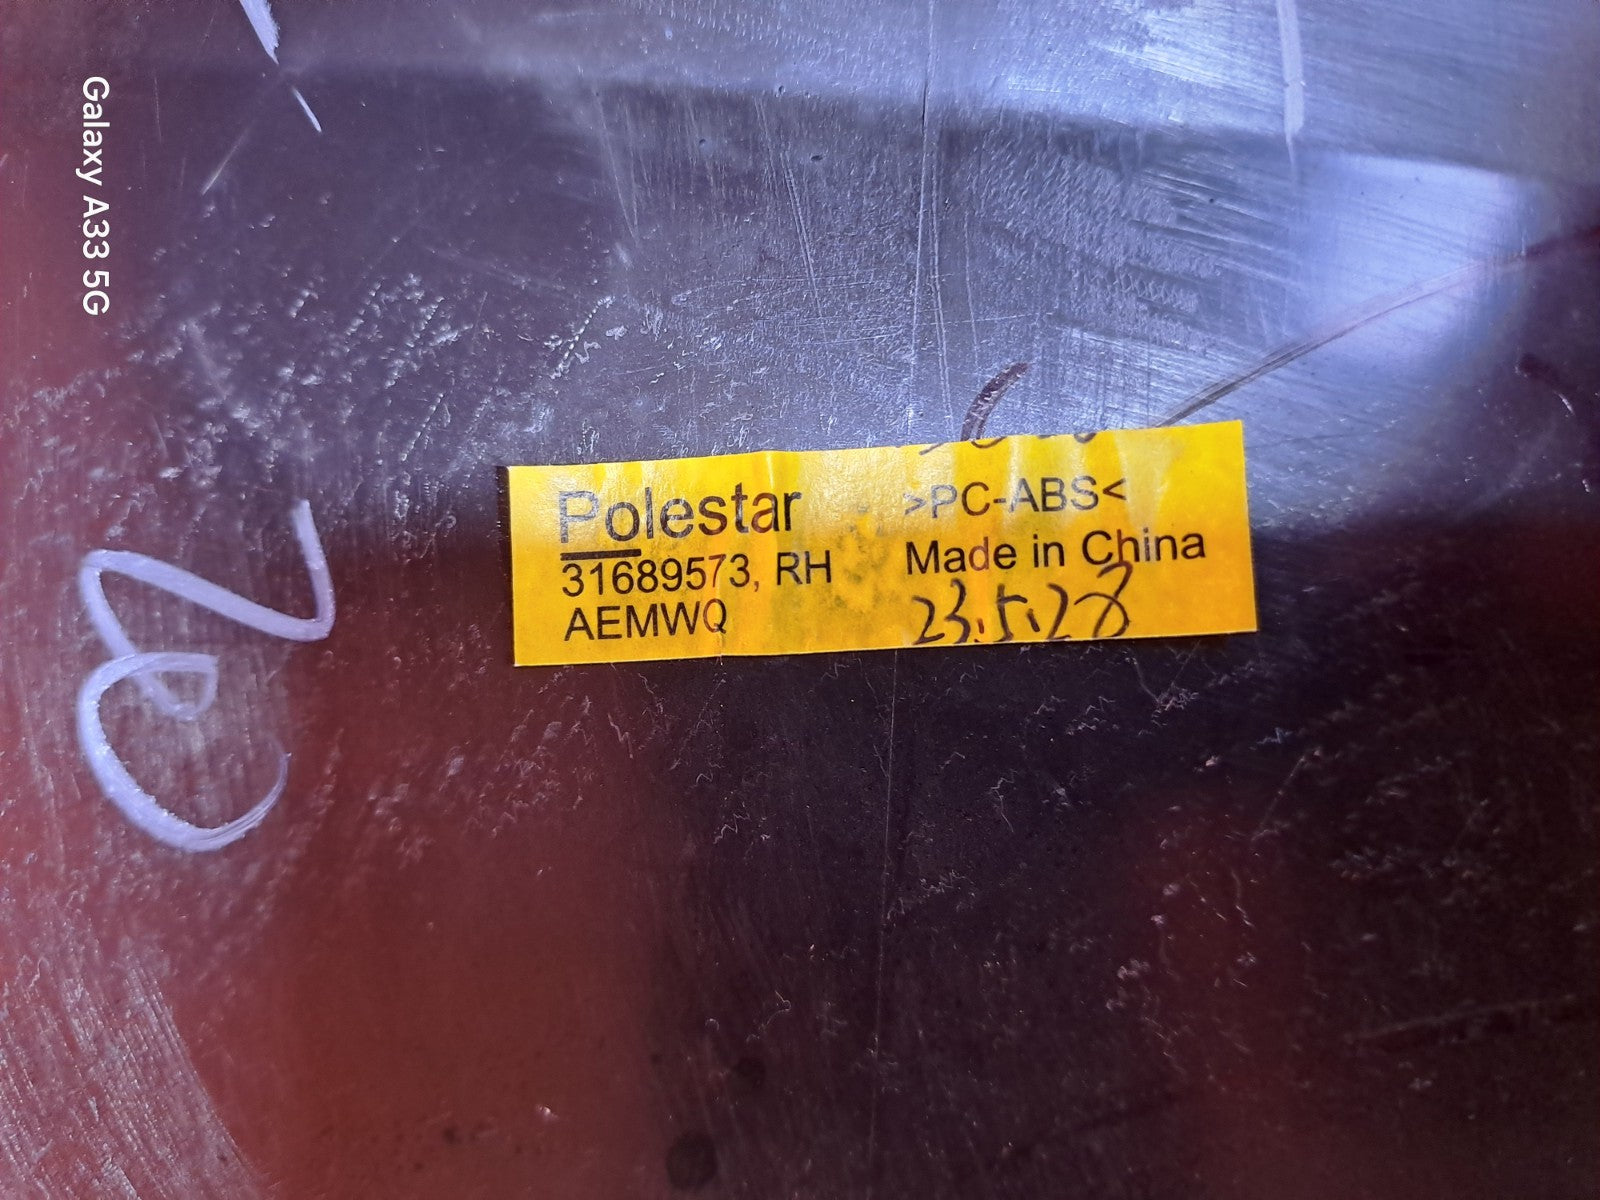 Galaxy A33 5G
Polestar
31689573, RH
AEMWQ
>PC-ABS<
Made in China
23.5.28